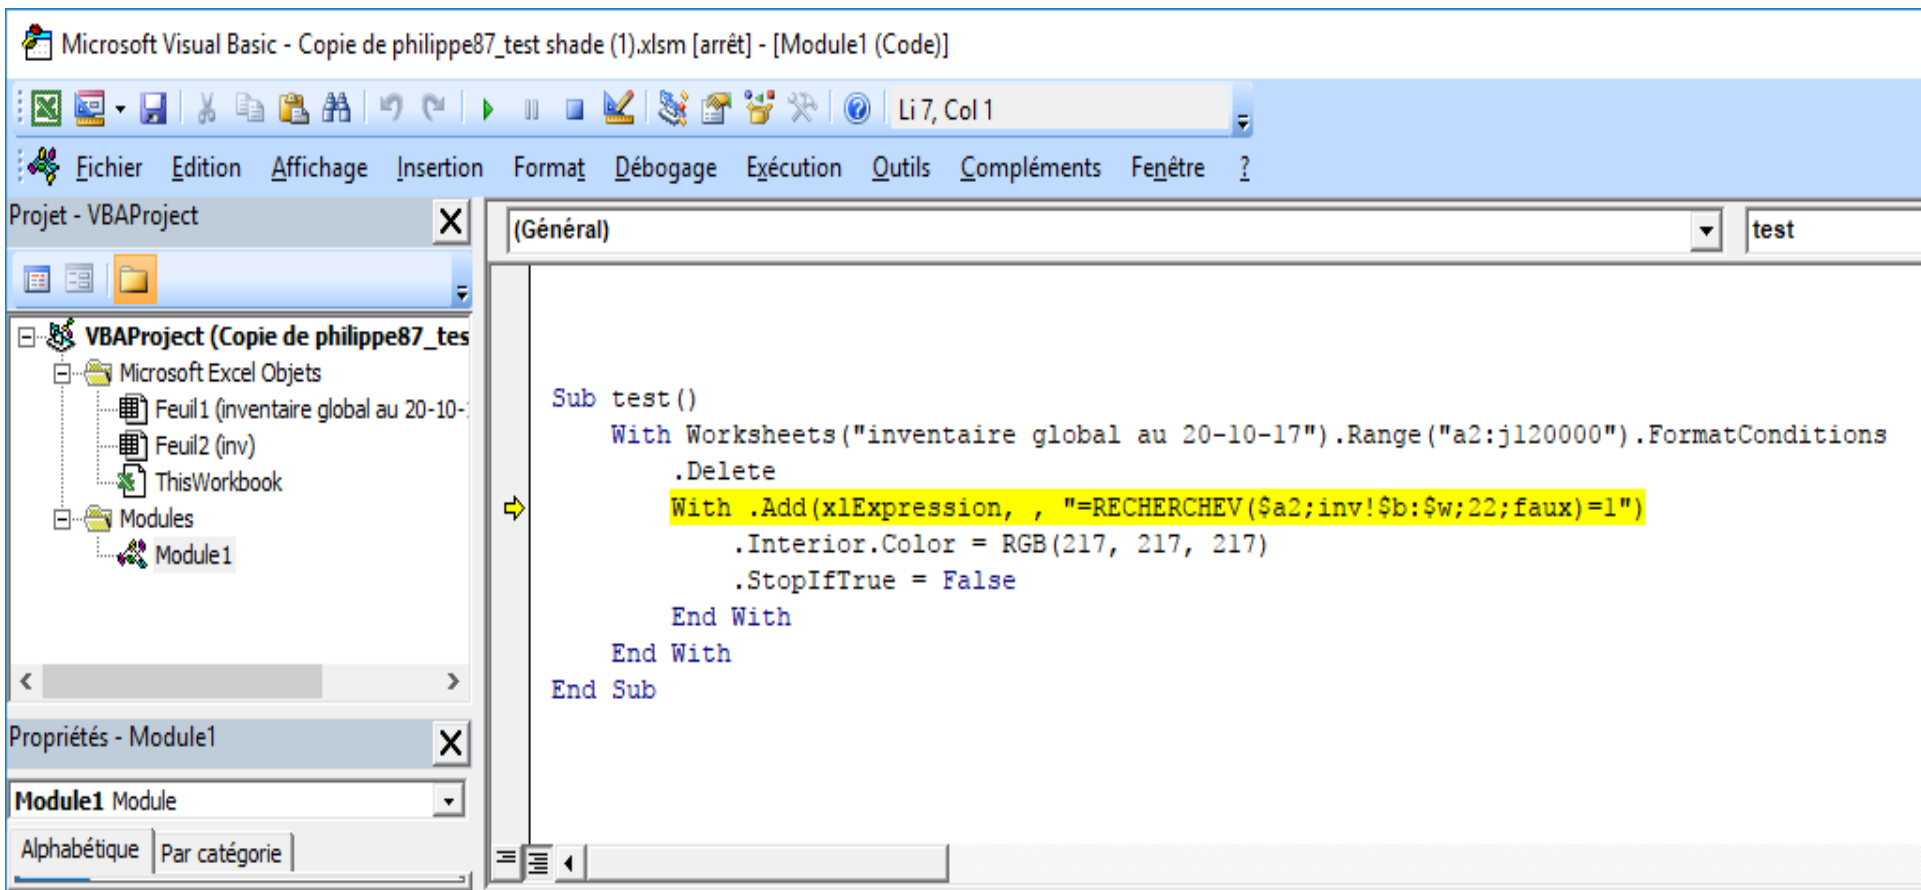 Microsoft Visual Basic - Copie de philippe87_test shade (1).xlsm [arrêt] - [Module1 (Code)]
Li 7, Col 1
Fichier Edition Affichage Insertion Format Débogage Exécution Outils Compléments Fenêtre ?
Projet - VBAProject
(Général)
test
VBAProject (Copie de philippe87_tes
Microsoft Excel Objets
Feuil1 (inventaire global au 20-10-
Feuil2 (inv)
ThisWorkbook
Modules
Module1
Sub test()
With Worksheets("inventaire global au 20-10-17").Range("a2:j120000").FormatConditions
.Delete
With .Add(xlExpression, , "=RECHERCHEV($a2;inv!$b:$w;22;faux)=1")
.Interior.Color = RGB(217, 217, 217)
.StopIfTrue = False
End With
End With
End Sub
Propriétés - Module1
Module1 Module
Alphabétique Par catégorie